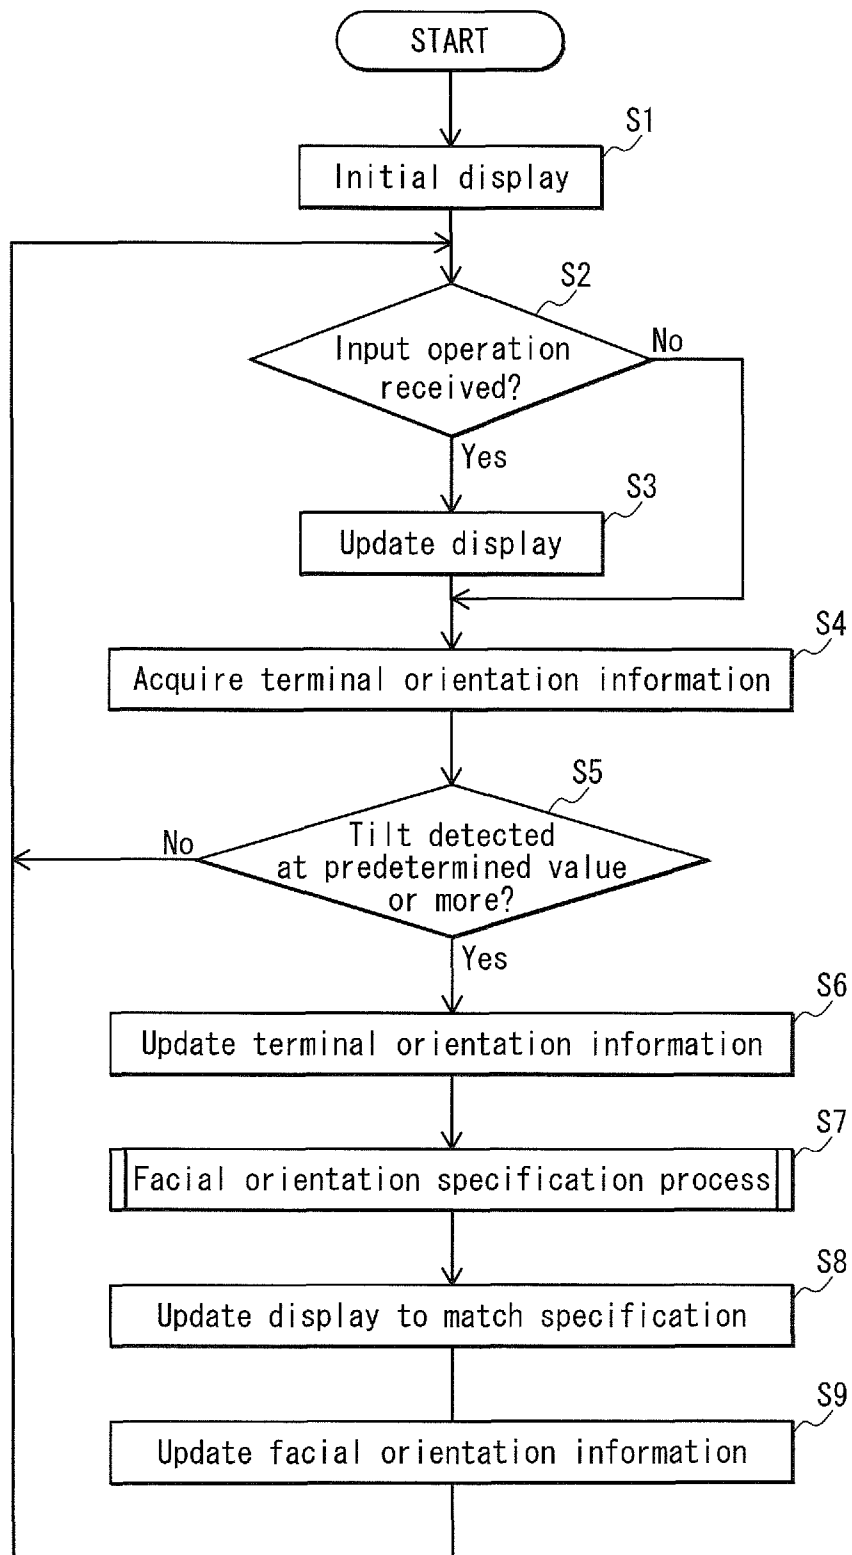 START
S1
Initial display
S2
Input operation
received?
No
Yes
S3
Update display
S4
Acquire terminal orientation information
S5
Tilt detected
at predetermined value
or more?
No
Yes
S6
Update terminal orientation information
S7
Facial orientation specification process
S8
Update display to match specification
S9
Update facial orientation information